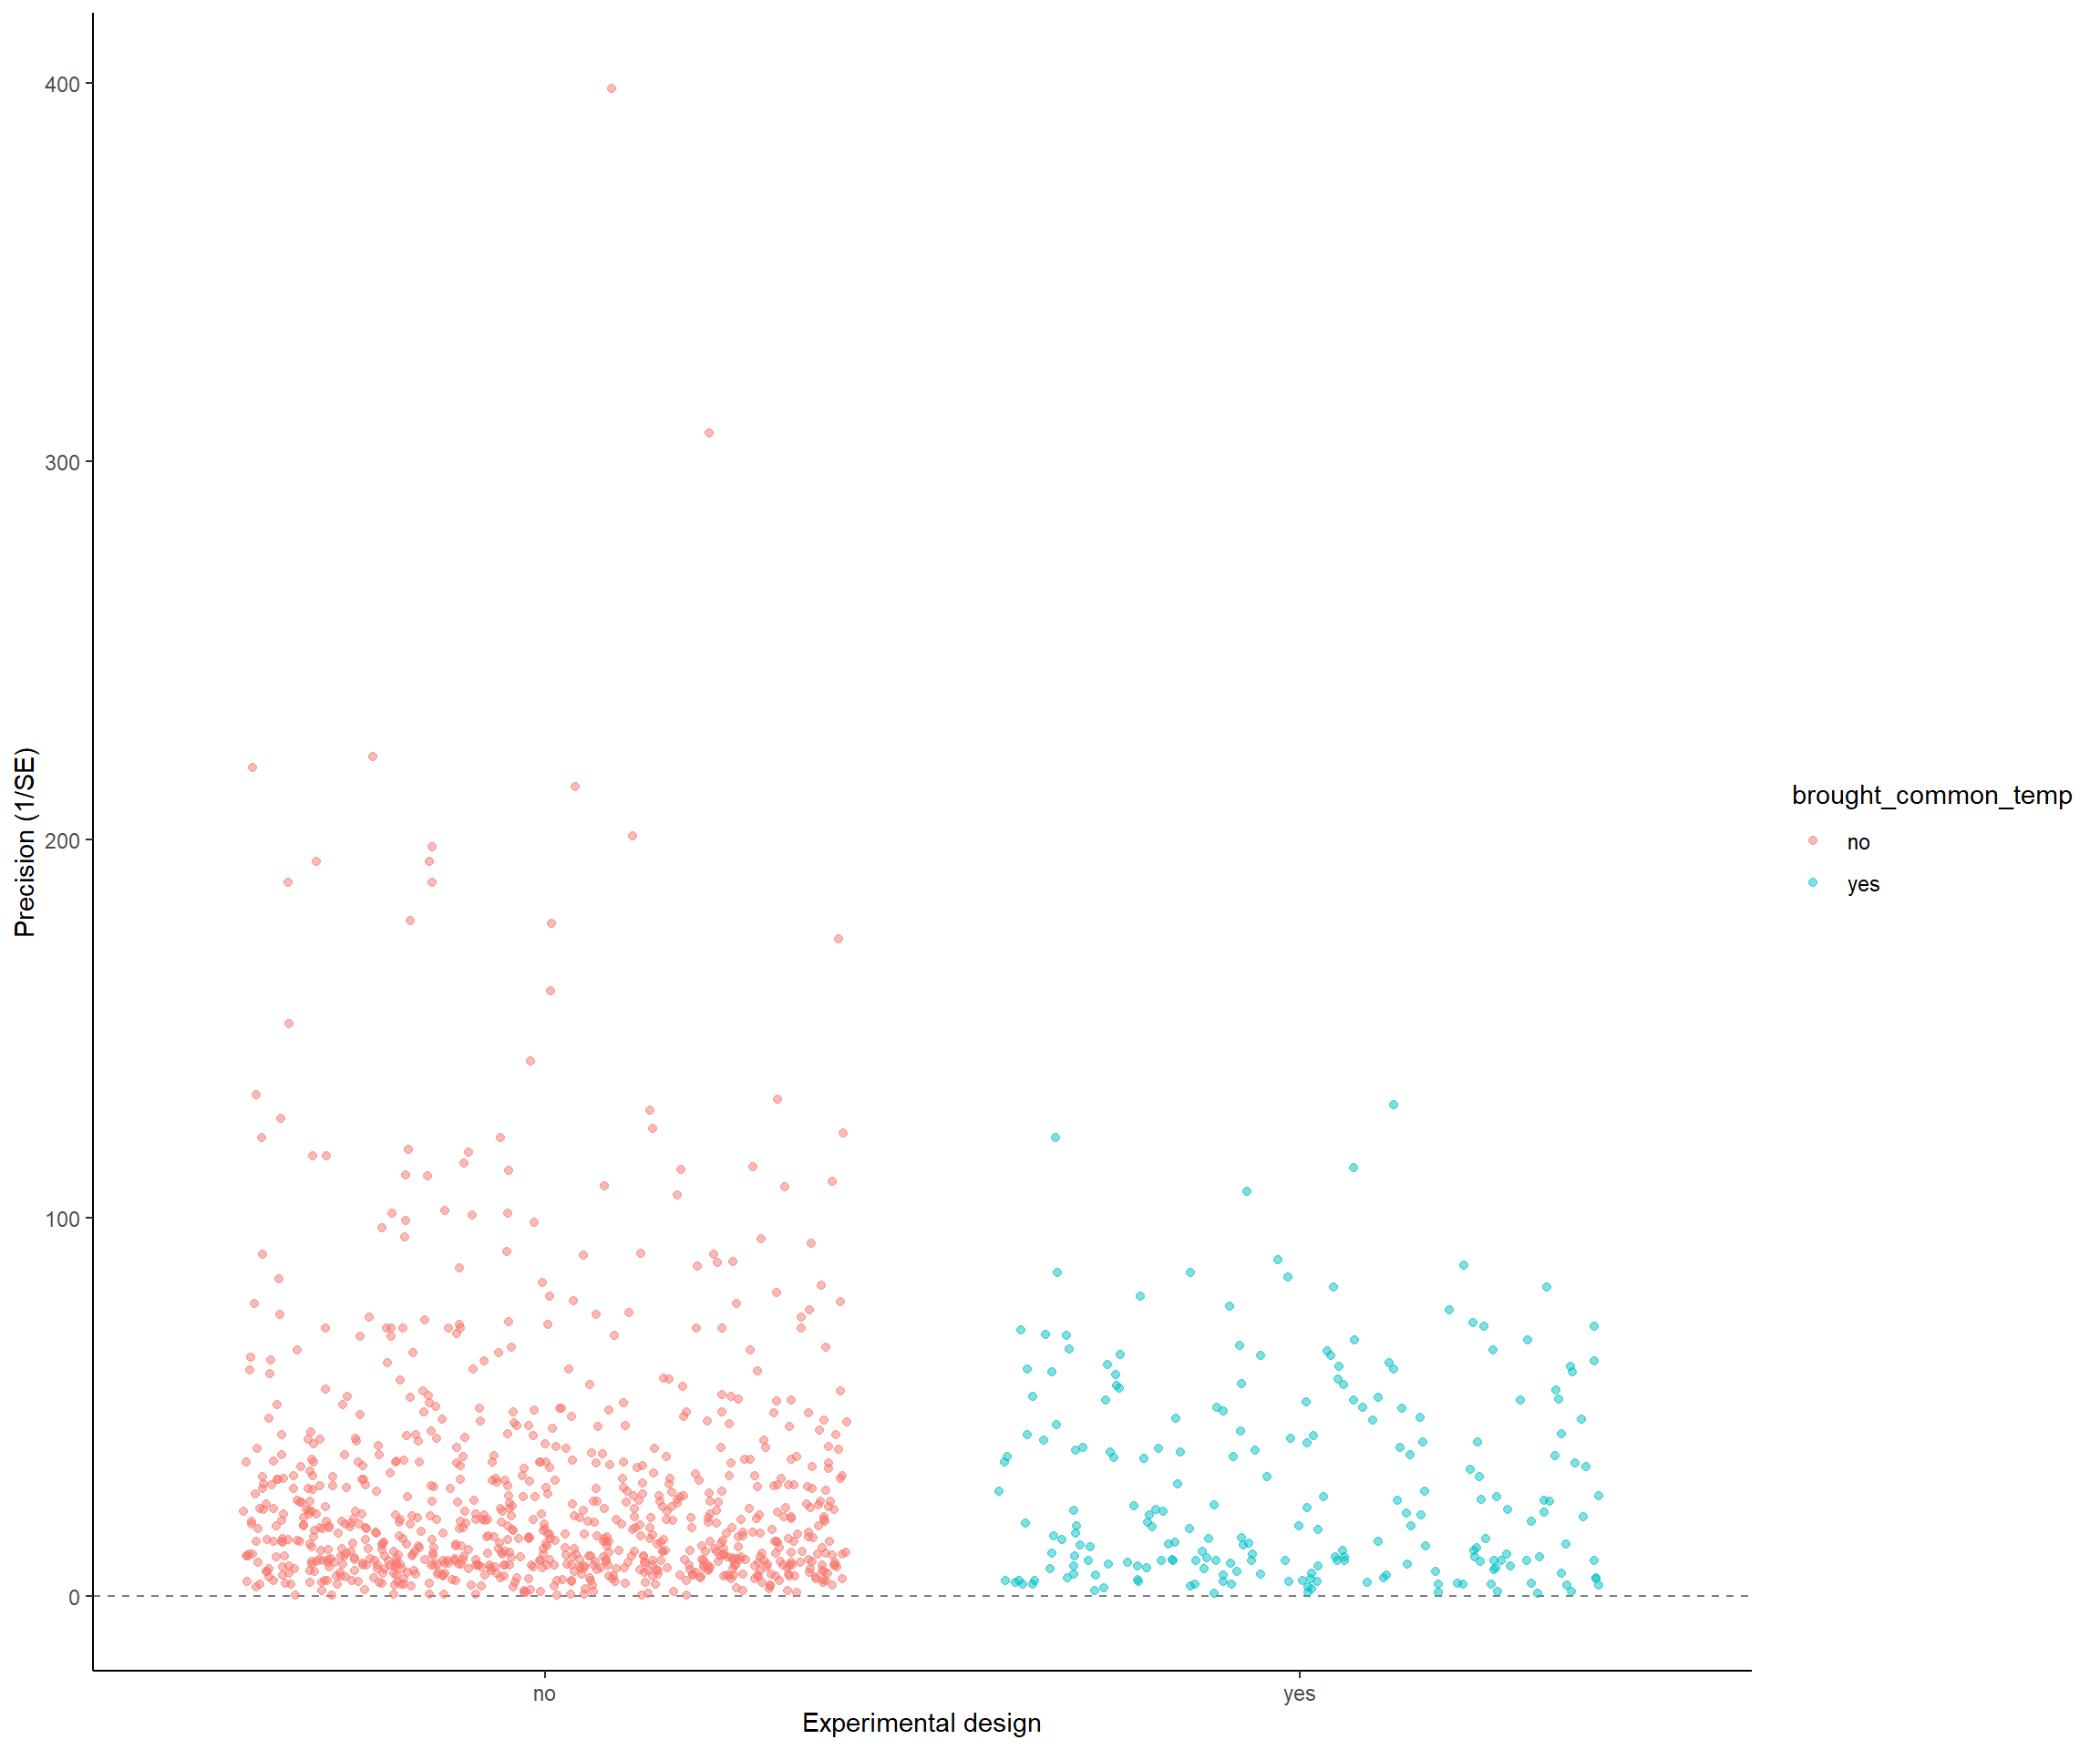 400
300
200
100
0
Precision (1/SE)
no
yes
Experimental design
brought_common_temp
no
yes